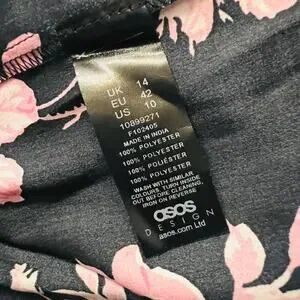 UK 14
EU 42
US 10
10899271
F102405
MADE IN INDIA
100% POLYESTER
100% POLYESTER
100% POLIÉSTER
100% POLYESTER
WASH WITH SIMILAR
COLOURS, TURN INSIDE
OUT BEFORE CLEANING,
IRON ON REVERSE
asos
DESIGN
asos.com Ltd